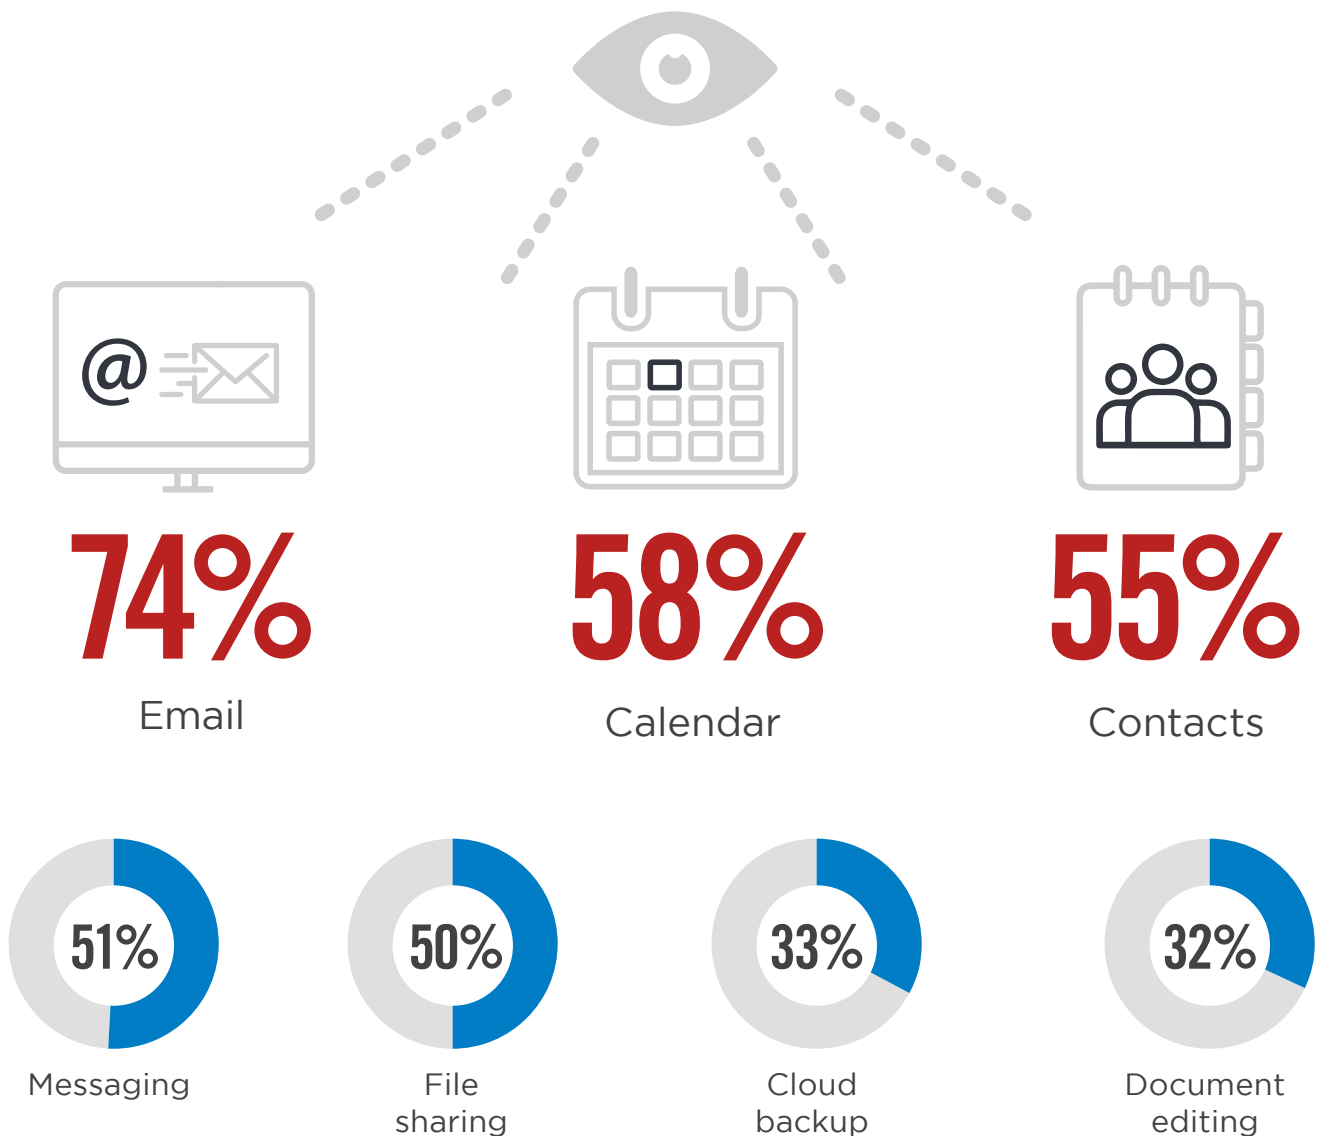 @
74% 58% 55%
Email Calendar Contacts
51% 50% 33% 32%
Messaging File Cloud Document
sharing backup editing